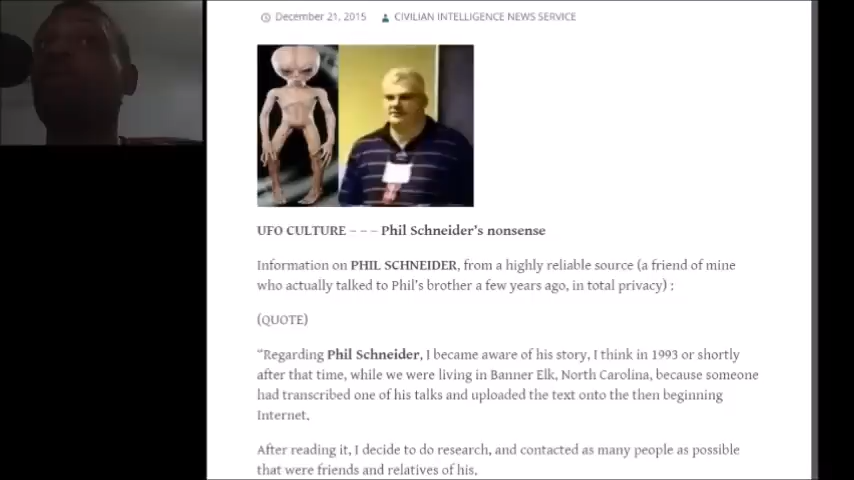 December 21, 2015 CIVILIAN INTELLIGENCE NEWS SERVICE
UFO CULTURE – – – Phil Schneider's nonsense
Information on PHIL SCHNEIDER, from a highly reliable source (a friend of mine
who actually talked to Phil's brother a few years ago, in total privacy) :
(QUOTE)
“Regarding Phil Schneider, I became aware of his story, I think in 1993 or shortly
after that time, while we were living in Banner Elk, North Carolina, because someone
had transcribed one of his talks and uploaded the text onto the then beginning
Internet.
After reading it, I decide to do research, and contacted as many people as possible
that were friends and relatives of his.